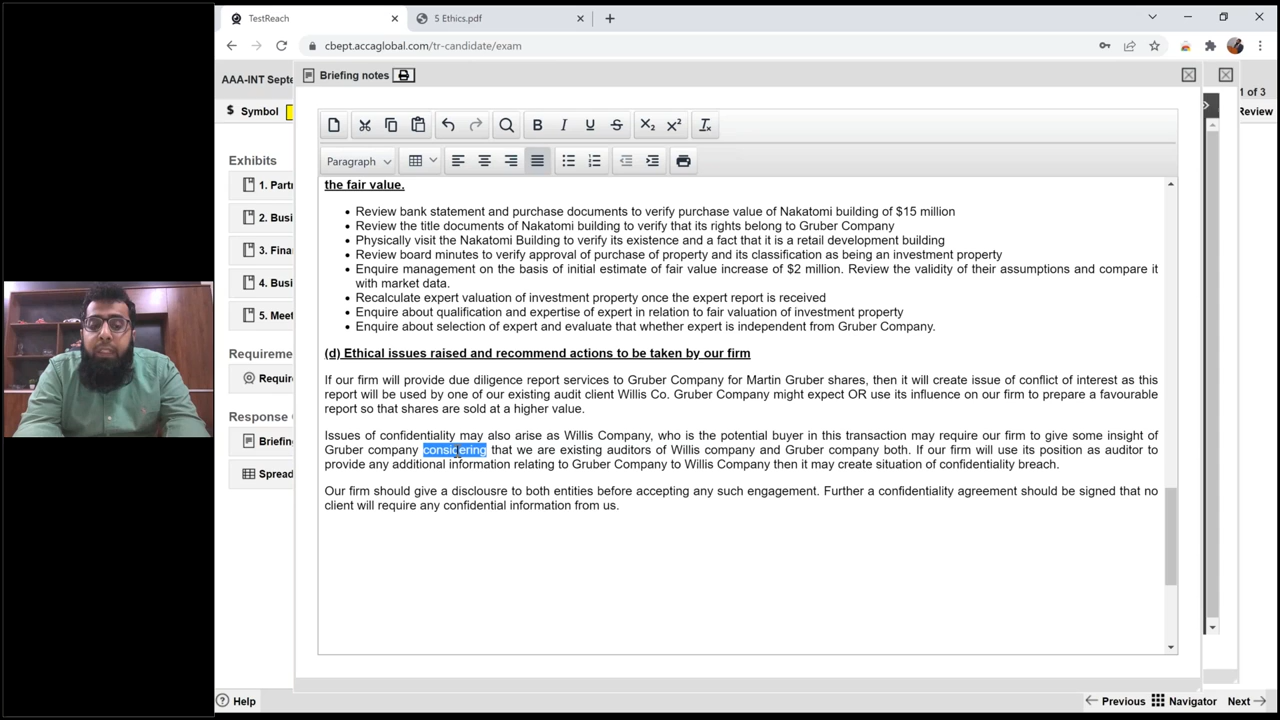 TestReach
5 Ethics.pdf
cbept.accaglobal.com/tr-candidate/exam
AAA-INT Septe
Briefing notes
1 of 3
$ Symbol
Review
Paragraph
Exhibits
1. Part
2. Busi
3. Fina
4. Busi
5. Meet
Requireme
Requir
Response O
Briefin
Spread
the fair value.
• Review bank statement and purchase documents to verify purchase value of Nakatomi building of $15 million
• Review the title documents of Nakatomi building to verify that its rights belong to Gruber Company
• Physically visit the Nakatomi Building to verify its existence and a fact that it is a retail development building
• Review board minutes to verify approval of purchase of property and its classification as being an investment property
• Enquire management on the basis of initial estimate of fair value increase of $2 million. Review the validity of their assumptions and compare it
with market data.
• Recalculate expert valuation of investment property once the expert report is received
• Enquire about qualification and expertise of expert in relation to fair valuation of investment property
• Enquire about selection of expert and evaluate that whether expert is independent from Gruber Company.
(d) Ethical issues raised and recommend actions to be taken by our firm
If our firm will provide due diligence report services to Gruber Company for Martin Gruber shares, then it will create issue of conflict of interest as this
report will be used by one of our existing audit client Willis Co. Gruber Company might expect OR use its influence on our firm to prepare a favourable
report so that shares are sold at a higher value.
Issues of confidentiality may also arise as Willis Company, who is the potential buyer in this transaction may require our firm to give some insight of
Gruber company considering that we are existing auditors of Willis company and Gruber company both. If our firm will use its position as auditor to
provide any additional information relating to Gruber Company to Willis Company then it may create situation of confidentiality breach.
Our firm should give a disclousre to both entities before accepting any such engagement. Further a confidentiality agreement should be signed that no
client will require any confidential information from us.
Help
Previous
Navigator
Next